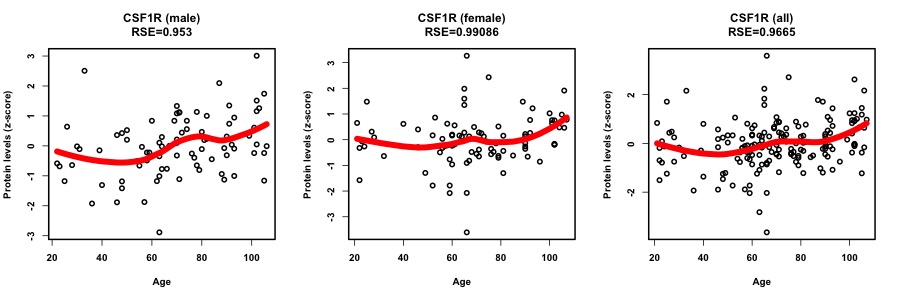 CSF1R (male)
RSE=0.953
Protein levels (z-score)
3
2
1
0
-1
-2
-3
20 40 60 80 100
Age
CSF1R (female)
RSE=0.99086
Protein levels (z-score)
3
2
1
0
-1
-2
-3
20 40 60 80 100
Age
CSF1R (all)
RSE=0.9665
Protein levels (z-score)
2
0
-2
20 40 60 80 100
Age